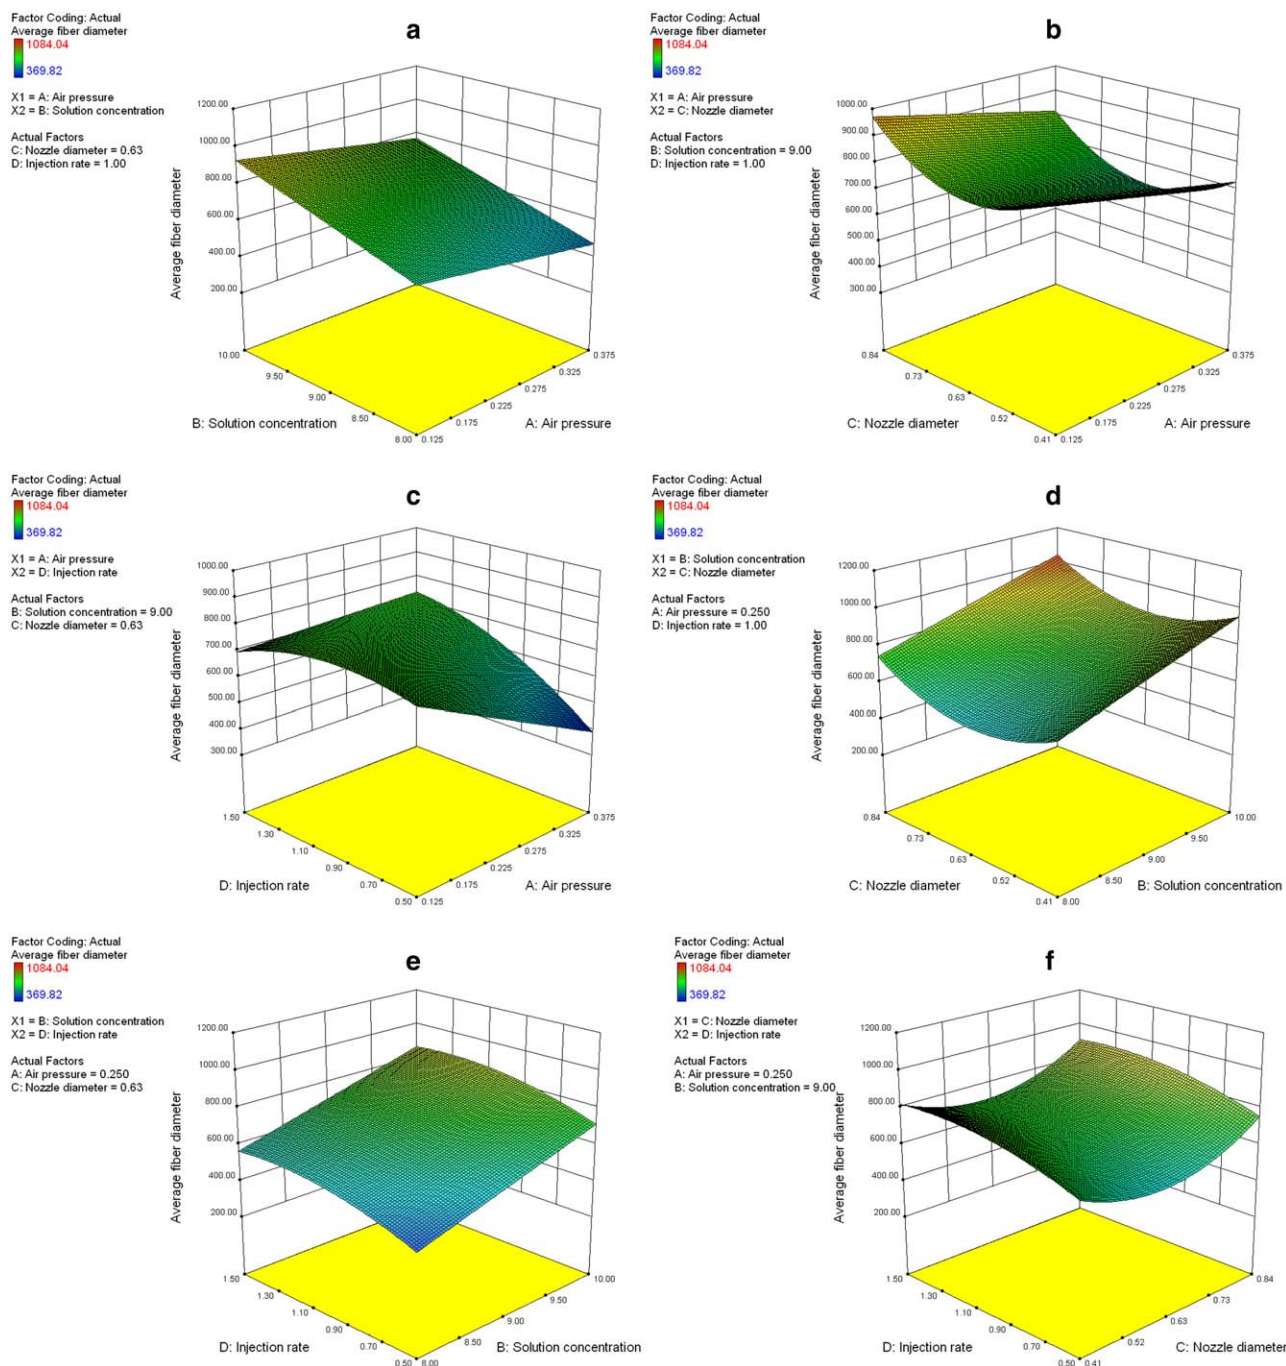 a
Factor Coding: Actual
Average fiber diameter
1084.04
369.82
X1 = A: Air pressure
X2 = B: Solution concentration
Actual Factors
C: Nozzle diameter = 0.63
D: Injection rate = 1.00
1200.00
1000.00
800.00
600.00
400.00
200.00
Average fiber diameter
10.00
9.50
9.00
8.50
8.00
0.125
0.175
0.225
0.275
0.325
0.375
B: Solution concentration
A: Air pressure
b
Factor Coding: Actual
Average fiber diameter
1084.04
369.82
X1 = A: Air pressure
X2 = C: Nozzle diameter
Actual Factors
B: Solution concentration = 9.00
D: Injection rate = 1.00
1000.00
900.00
800.00
700.00
600.00
500.00
400.00
300.00
Average fiber diameter
0.84
0.73
0.63
0.52
0.41
0.125
0.175
0.225
0.275
0.325
0.375
C: Nozzle diameter
A: Air pressure
c
Factor Coding: Actual
Average fiber diameter
1084.04
369.82
X1 = A: Air pressure
X2 = D: Injection rate
Actual Factors
B: Solution concentration = 9.00
C: Nozzle diameter = 0.63
1000.00
900.00
800.00
700.00
600.00
500.00
400.00
300.00
Average fiber diameter
1.50
1.30
1.10
0.90
0.70
0.50
0.125
0.175
0.225
0.275
0.325
0.375
D: Injection rate
A: Air pressure
d
Factor Coding: Actual
Average fiber diameter
1084.04
369.82
X1 = B: Solution concentration
X2 = C: Nozzle diameter
Actual Factors
A: Air pressure = 0.250
D: Injection rate = 1.00
1200.00
1000.00
800.00
600.00
400.00
200.00
Average fiber diameter
0.84
0.73
0.63
0.52
0.41
8.00
8.50
9.00
9.50
10.00
C: Nozzle diameter
B: Solution concentration
e
Factor Coding: Actual
Average fiber diameter
1084.04
369.82
X1 = B: Solution concentration
X2 = D: Injection rate
Actual Factors
A: Air pressure = 0.250
C: Nozzle diameter = 0.63
1200.00
1000.00
800.00
600.00
400.00
200.00
Average fiber diameter
1.50
1.30
1.10
0.90
0.70
0.50
8.00
8.50
9.00
9.50
10.00
D: Injection rate
B: Solution concentration
f
Factor Coding: Actual
Average fiber diameter
1084.04
369.82
X1 = C: Nozzle diameter
X2 = D: Injection rate
Actual Factors
A: Air pressure = 0.250
B: Solution concentration = 9.00
1200.00
1000.00
800.00
600.00
400.00
200.00
Average fiber diameter
1.50
1.30
1.10
0.90
0.70
0.50
0.41
0.52
0.63
0.73
0.84
D: Injection rate
C: Nozzle diameter